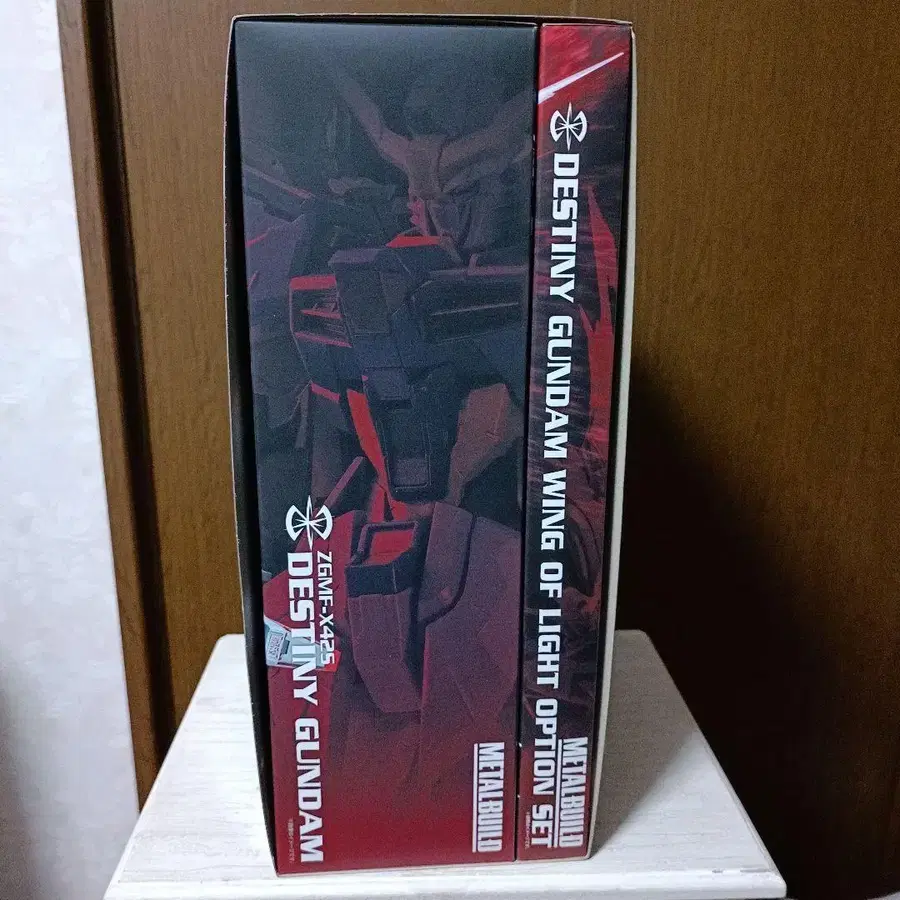 ZGMF-X42S
DESTINY GUNDAM
METALBUILD
DESTINY GUNDAM WING OF LIGHT OPTION SET
METALBUILD